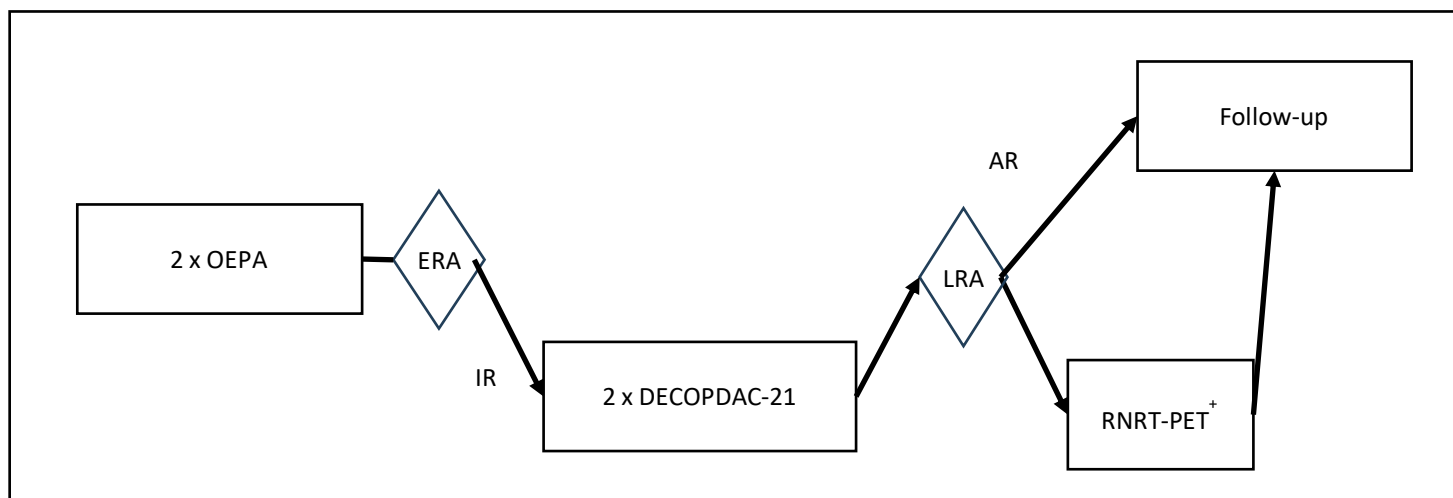 2 x OEPA
ERA
IR
2 x DECOPDAC-21
LRA
AR
Follow-up
RNRT-PET+